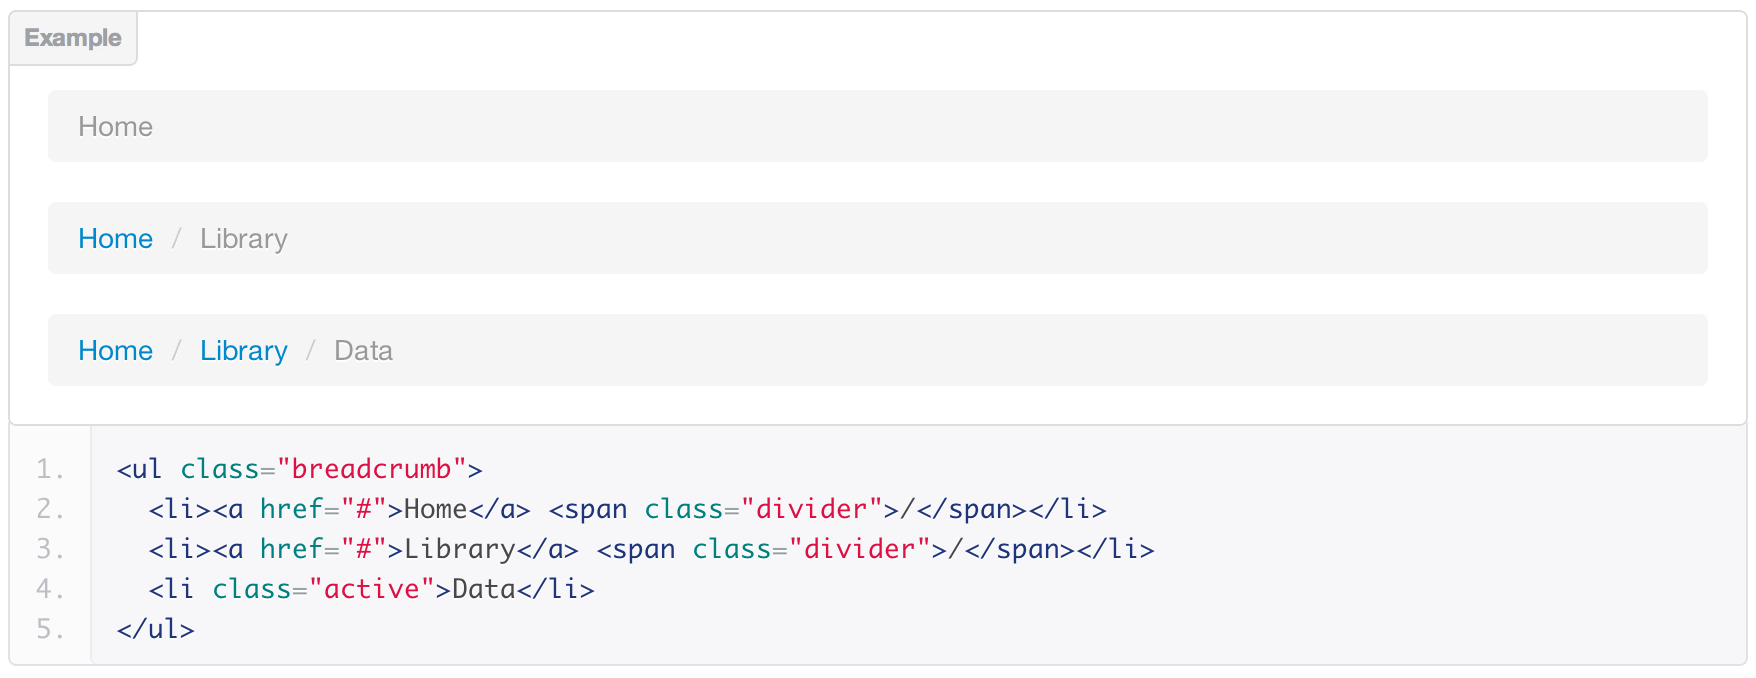 Example
Home
Home / Library
Home / Library / Data
1. <ul class="breadcrumb">
2.   <li><a href="#">Home</a> <span class="divider">/</span></li>
3.   <li><a href="#">Library</a> <span class="divider">/</span></li>
4.   <li class="active">Data</li>
5. </ul>